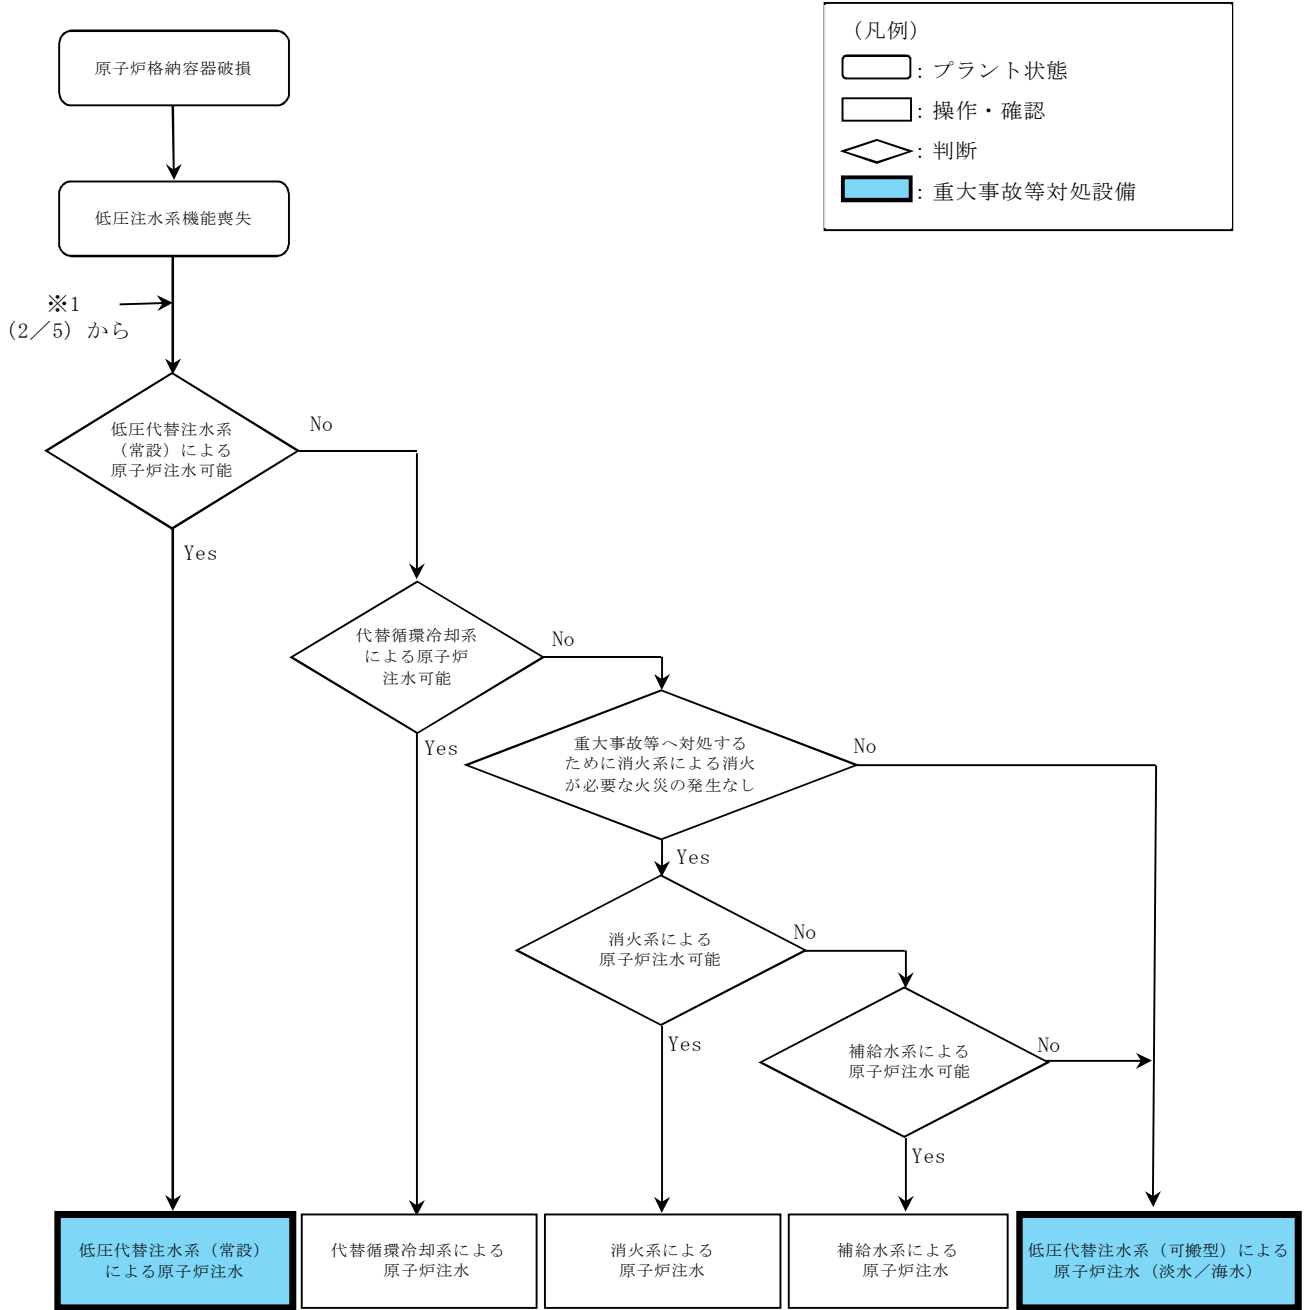 原子炉格納容器破損
低圧注水系機能喪失
※1
（2／5）から
（凡例）
：プラント状態
：操作・確認
：判断
：重大事故等対処設備
低圧代替注水系
（常設）による
原子炉注水可能
No
Yes
代替循環冷却系
による原子炉
注水可能
No
Yes
重大事故等へ対処する
ために消火系による消火
が必要な火災の発生なし
No
Yes
消火系による
原子炉注水可能
No
Yes
補給水系による
原子炉注水可能
No
Yes
低圧代替注水系（常設）
による原子炉注水
代替循環冷却系による
原子炉注水
消火系による
原子炉注水
補給水系による
原子炉注水
低圧代替注水系（可搬型）による
原子炉注水（淡水／海水）